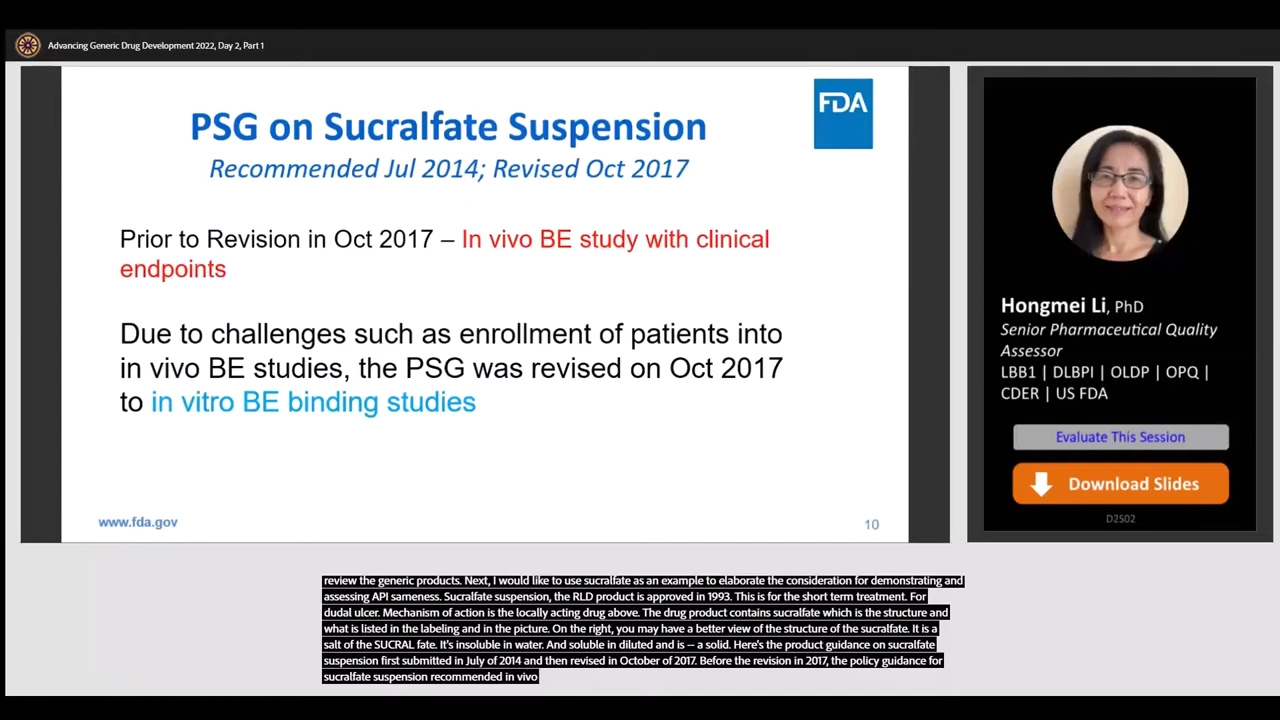 Advancing Generic Drug Development 2022, Day 2, Part 1
FDA
PSG on Sucralfate Suspension
Recommended Jul 2014; Revised Oct 2017
Prior to Revision in Oct 2017 – In vivo BE study with clinical
endpoints
Due to challenges such as enrollment of patients into
in vivo BE studies, the PSG was revised on Oct 2017
to in vitro BE binding studies
www.fda.gov
10
Hongmei Li, PhD
Senior Pharmaceutical Quality
Assessor
LBB1 | DLBPI | OLDP | OPQ |
CDER | US FDA
Evaluate This Session
Download Slides
D2S02
review the generic products. Next, I would like to use sucralfate as an example to elaborate the consideration for demonstrating and
assessing API sameness. Sucralfate suspension, the RLD product is approved in 1993. This is for the short term treatment. For
dudal ulcer. Mechanism of action is the locally acting drug above. The drug product contains sucralfate which is the structure and
what is listed in the labeling and in the picture. On the right, you may have a better view of the structure of the sucralfate. It is a
salt of the SUCRAL fate. It's insoluble in water. And soluble in diluted and is -- a solid. Here's the product guidance on sucralfate
suspension first submitted in July of 2014 and then revised in October of 2017. Before the revision in 2017, the policy guidance for
sucralfate suspension recommended in vivo